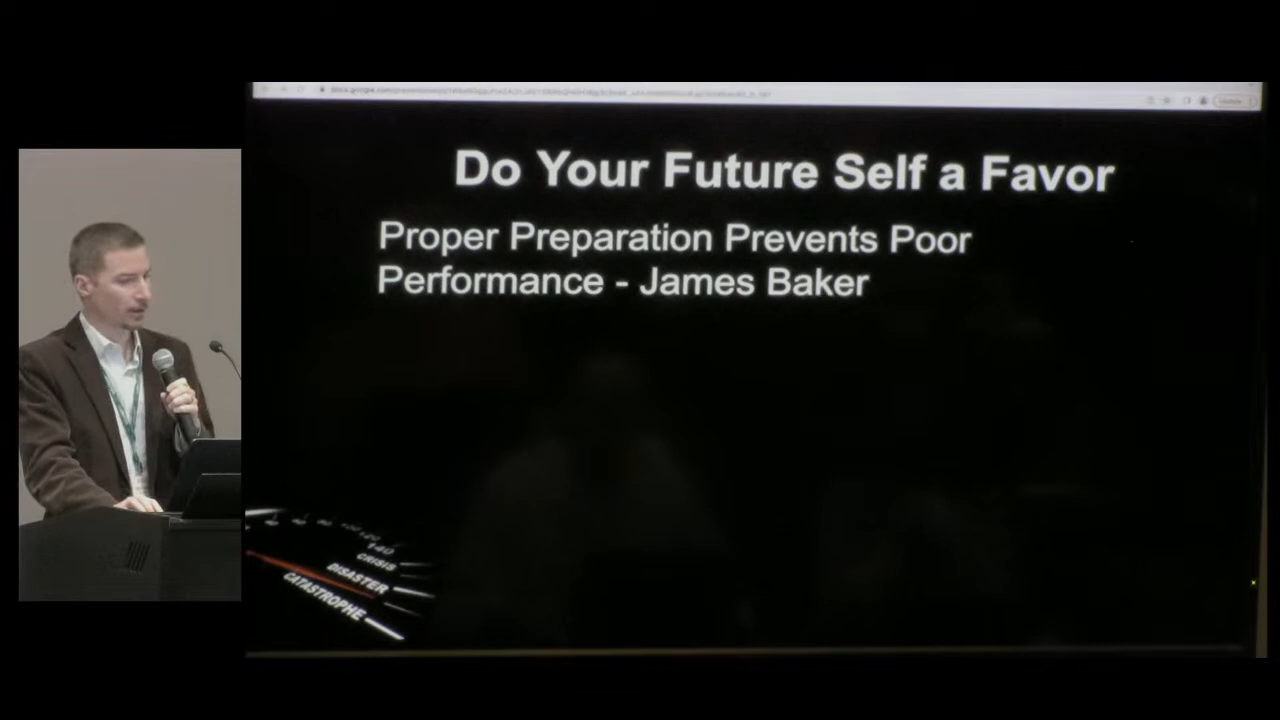 Do Your Future Self a Favor
Proper Preparation Prevents Poor
Performance - James Baker
140
CRISIS
DISASTER
CATASTROPHE